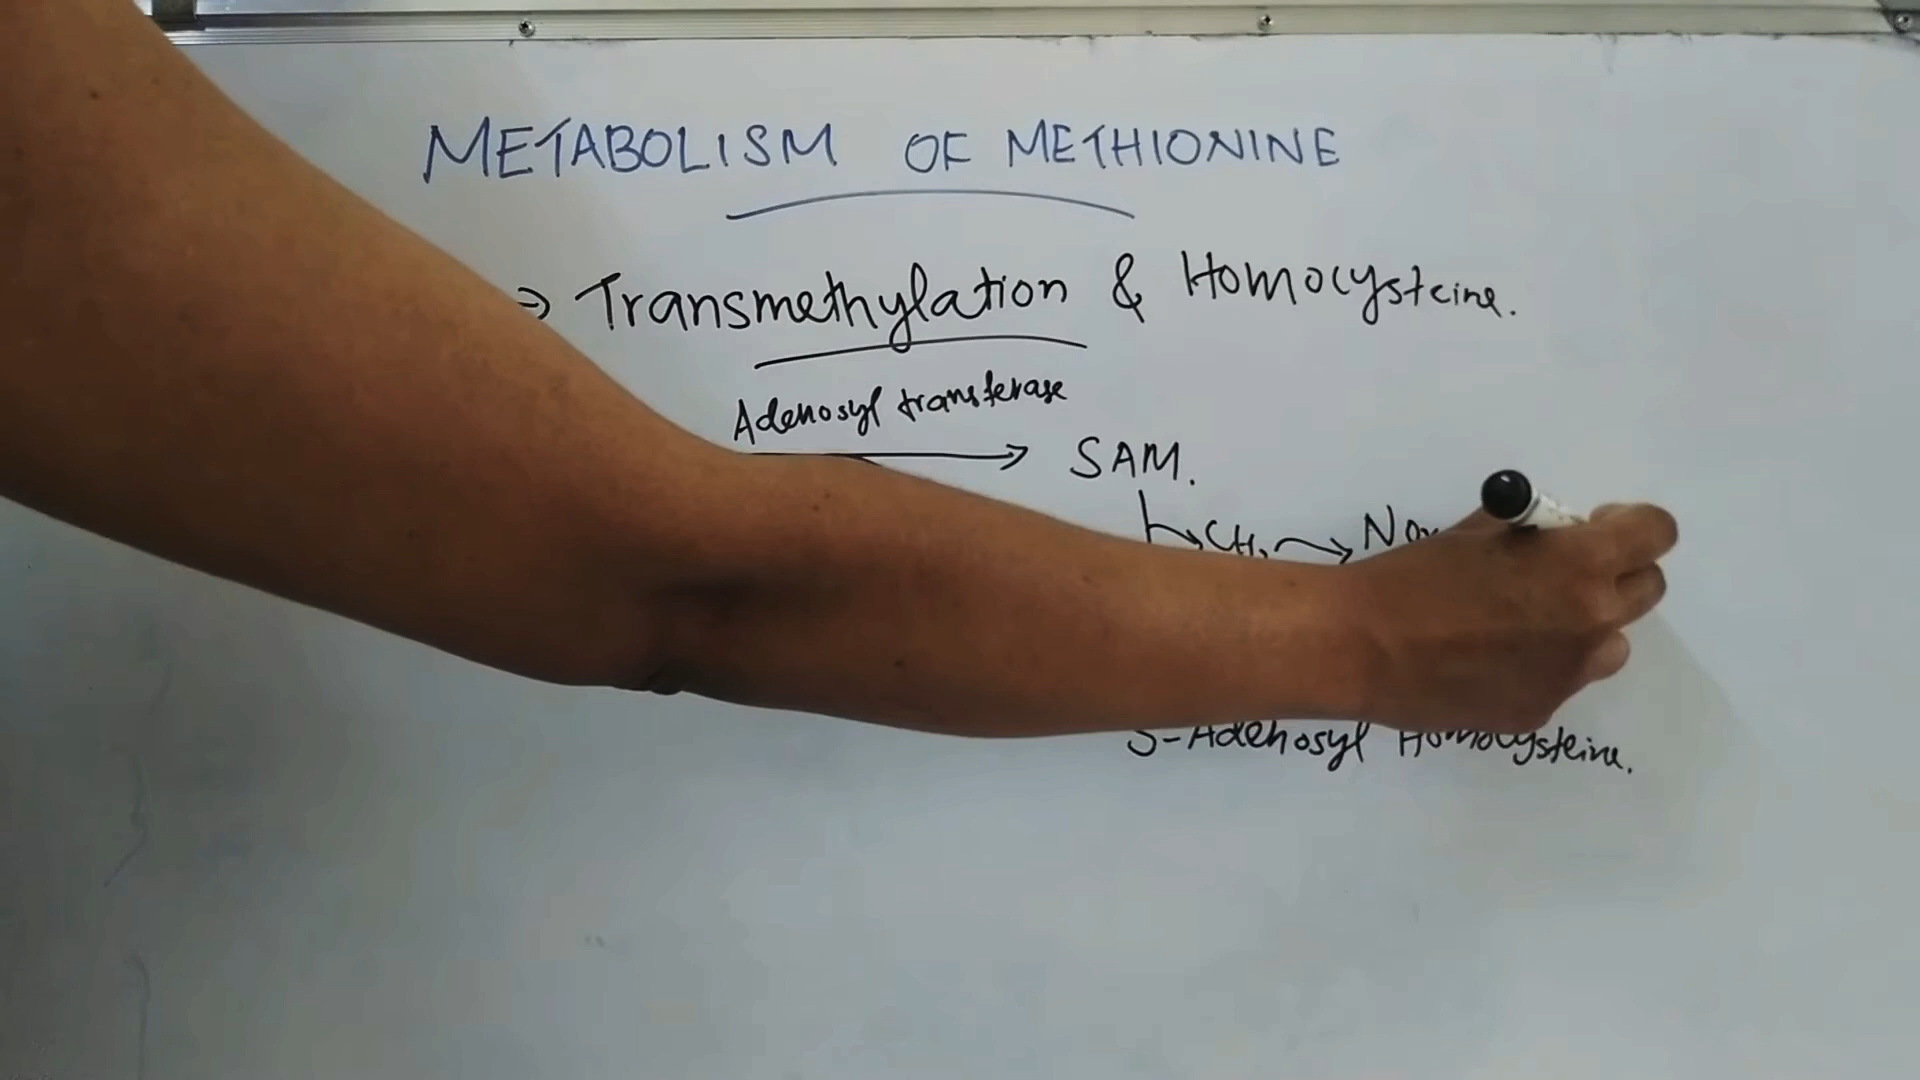 METABOLISM OF METHIONINE
⇒ Transmethylation & Homocysteine.
Adenosyl transferase
→ SAM.
CH3 →
S-Adenosyl Homocysteine.